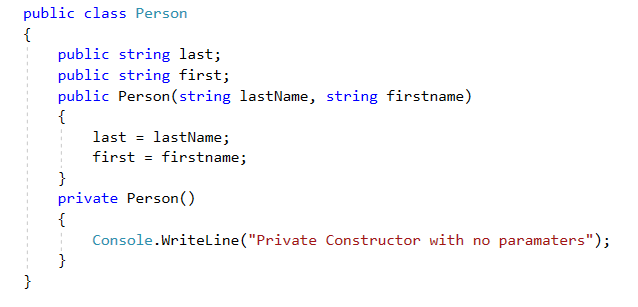 public class Person
{
public string last;
public string first;
public Person(string lastName, string firstname)
{
last = lastName;
first = firstname;
}
private Person()
{
Console.WriteLine("Private Constructor with no paramaters");
}
}